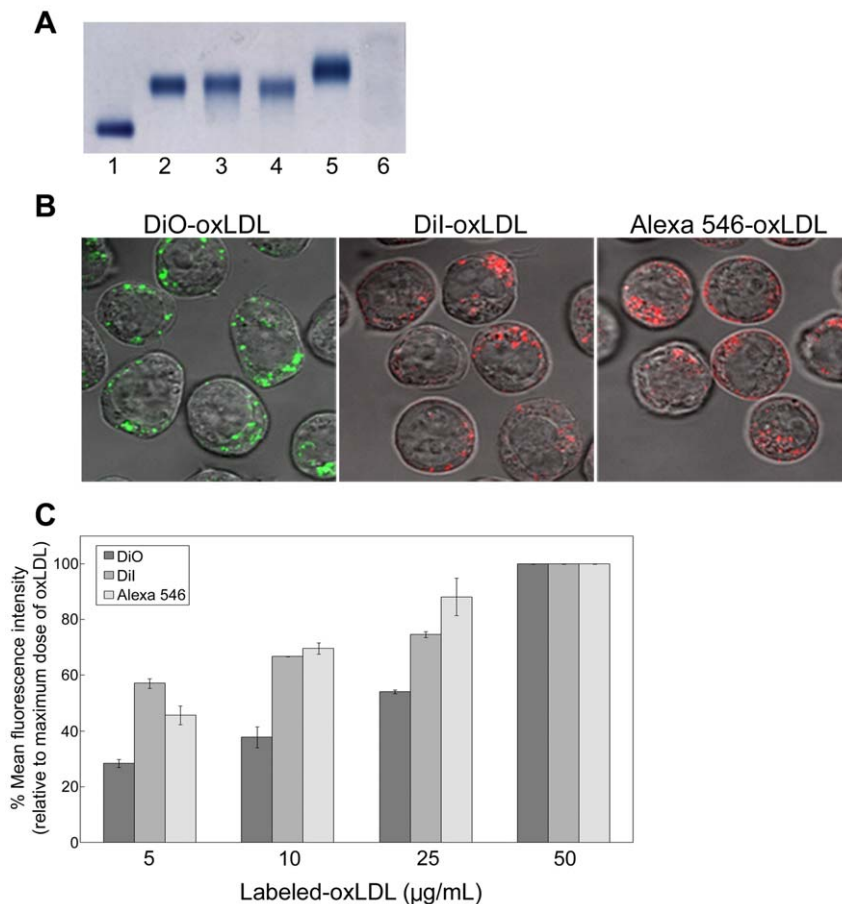 A
1 2 3 4 5 6
B
DiO-oxLDL DiI-oxLDL Alexa 546-oxLDL
C
% Mean fluorescence intensity
(relative to maximum dose of oxLDL)
100
80
60
40
20
0
DiO
DiI
Alexa 546
5 10 25 50
Labeled-oxLDL (µg/mL)